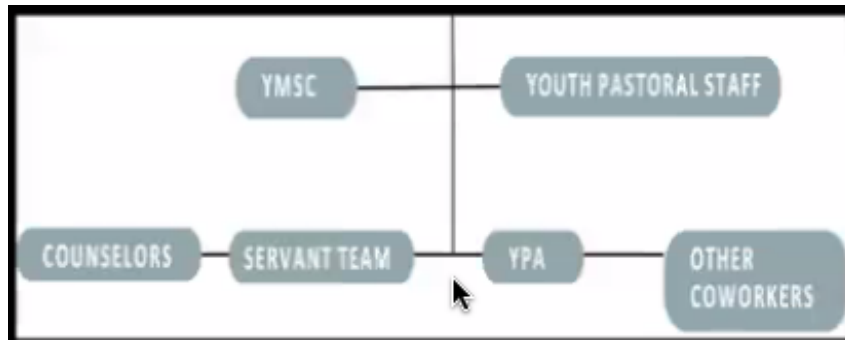 YMSC
YOUTH PASTORAL STAFF
COUNSELORS
SERVANT TEAM
YPA
OTHER
COWORKERS